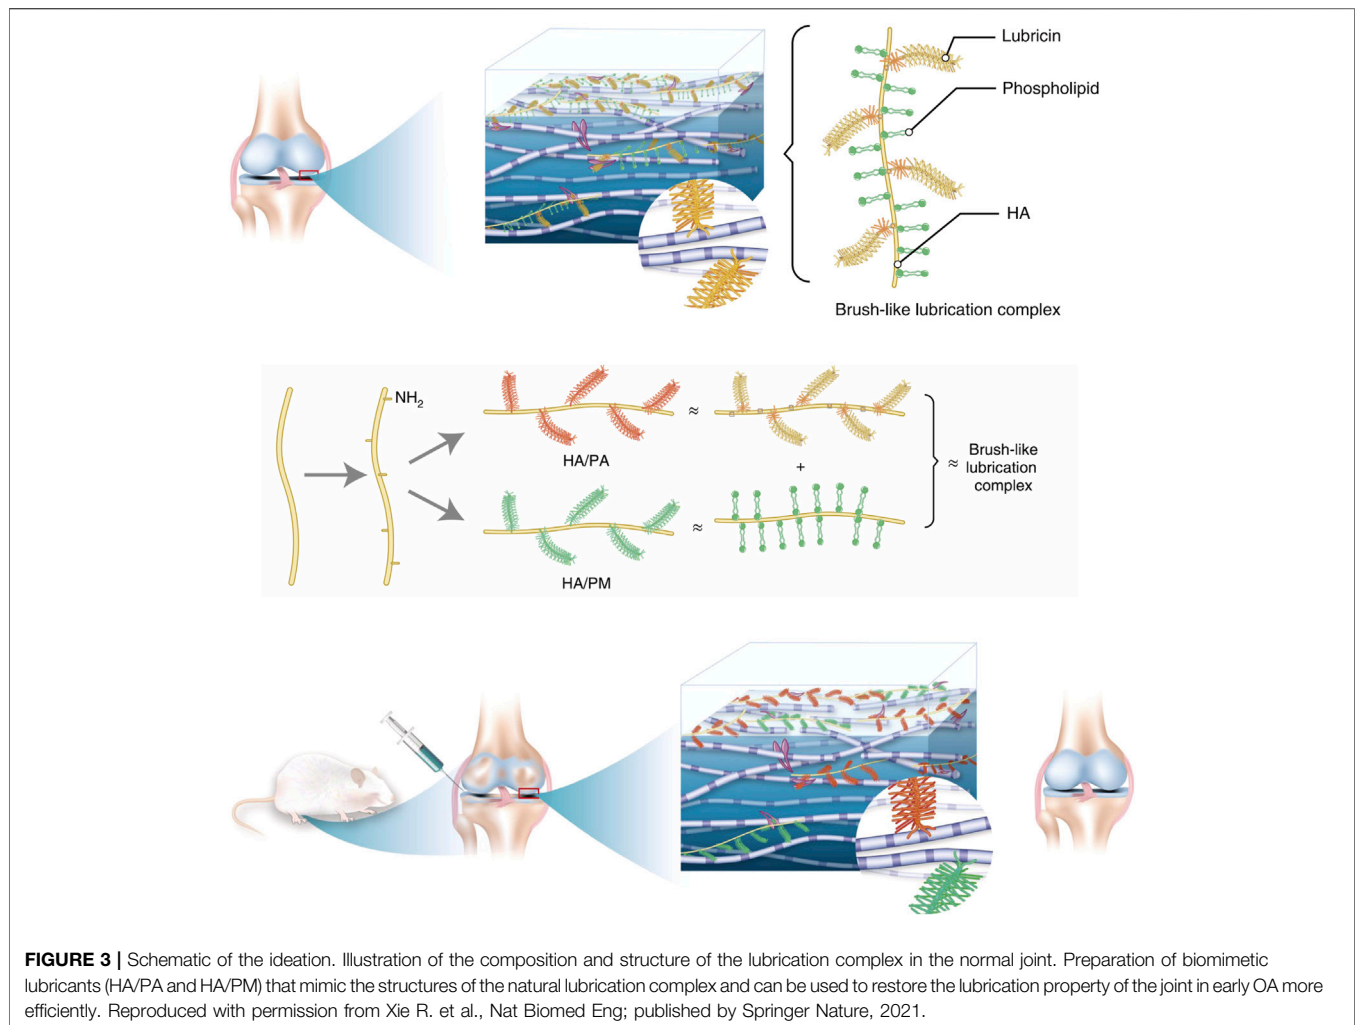 Lubricin
Phospholipid
HA
Brush-like lubrication complex
NH2
HA/PA
≈
+
HA/PM
≈
≈ Brush-like
lubrication
complex
FIGURE 3 | Schematic of the ideation. Illustration of the composition and structure of the lubrication complex in the normal joint. Preparation of biomimetic
lubricants (HA/PA and HA/PM) that mimic the structures of the natural lubrication complex and can be used to restore the lubrication property of the joint in early OA more
efficiently. Reproduced with permission from Xie R. et al., Nat Biomed Eng; published by Springer Nature, 2021.